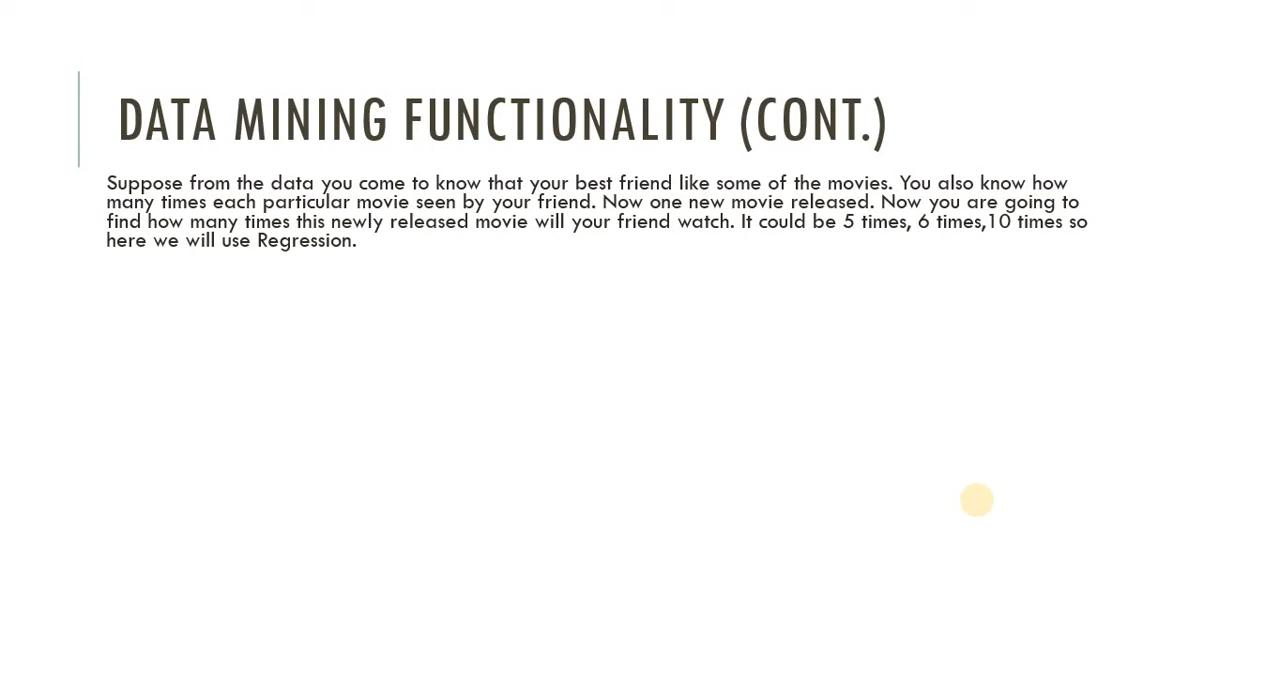 DATA MINING FUNCTIONALITY (CONT.)
Suppose from the data you come to know that your best friend like some of the movies. You also know how
many times each particular movie seen by your friend. Now one new movie released. Now you are going to
find how many times this newly released movie will your friend watch. It could be 5 times, 6 times,10 times so
here we will use Regression.